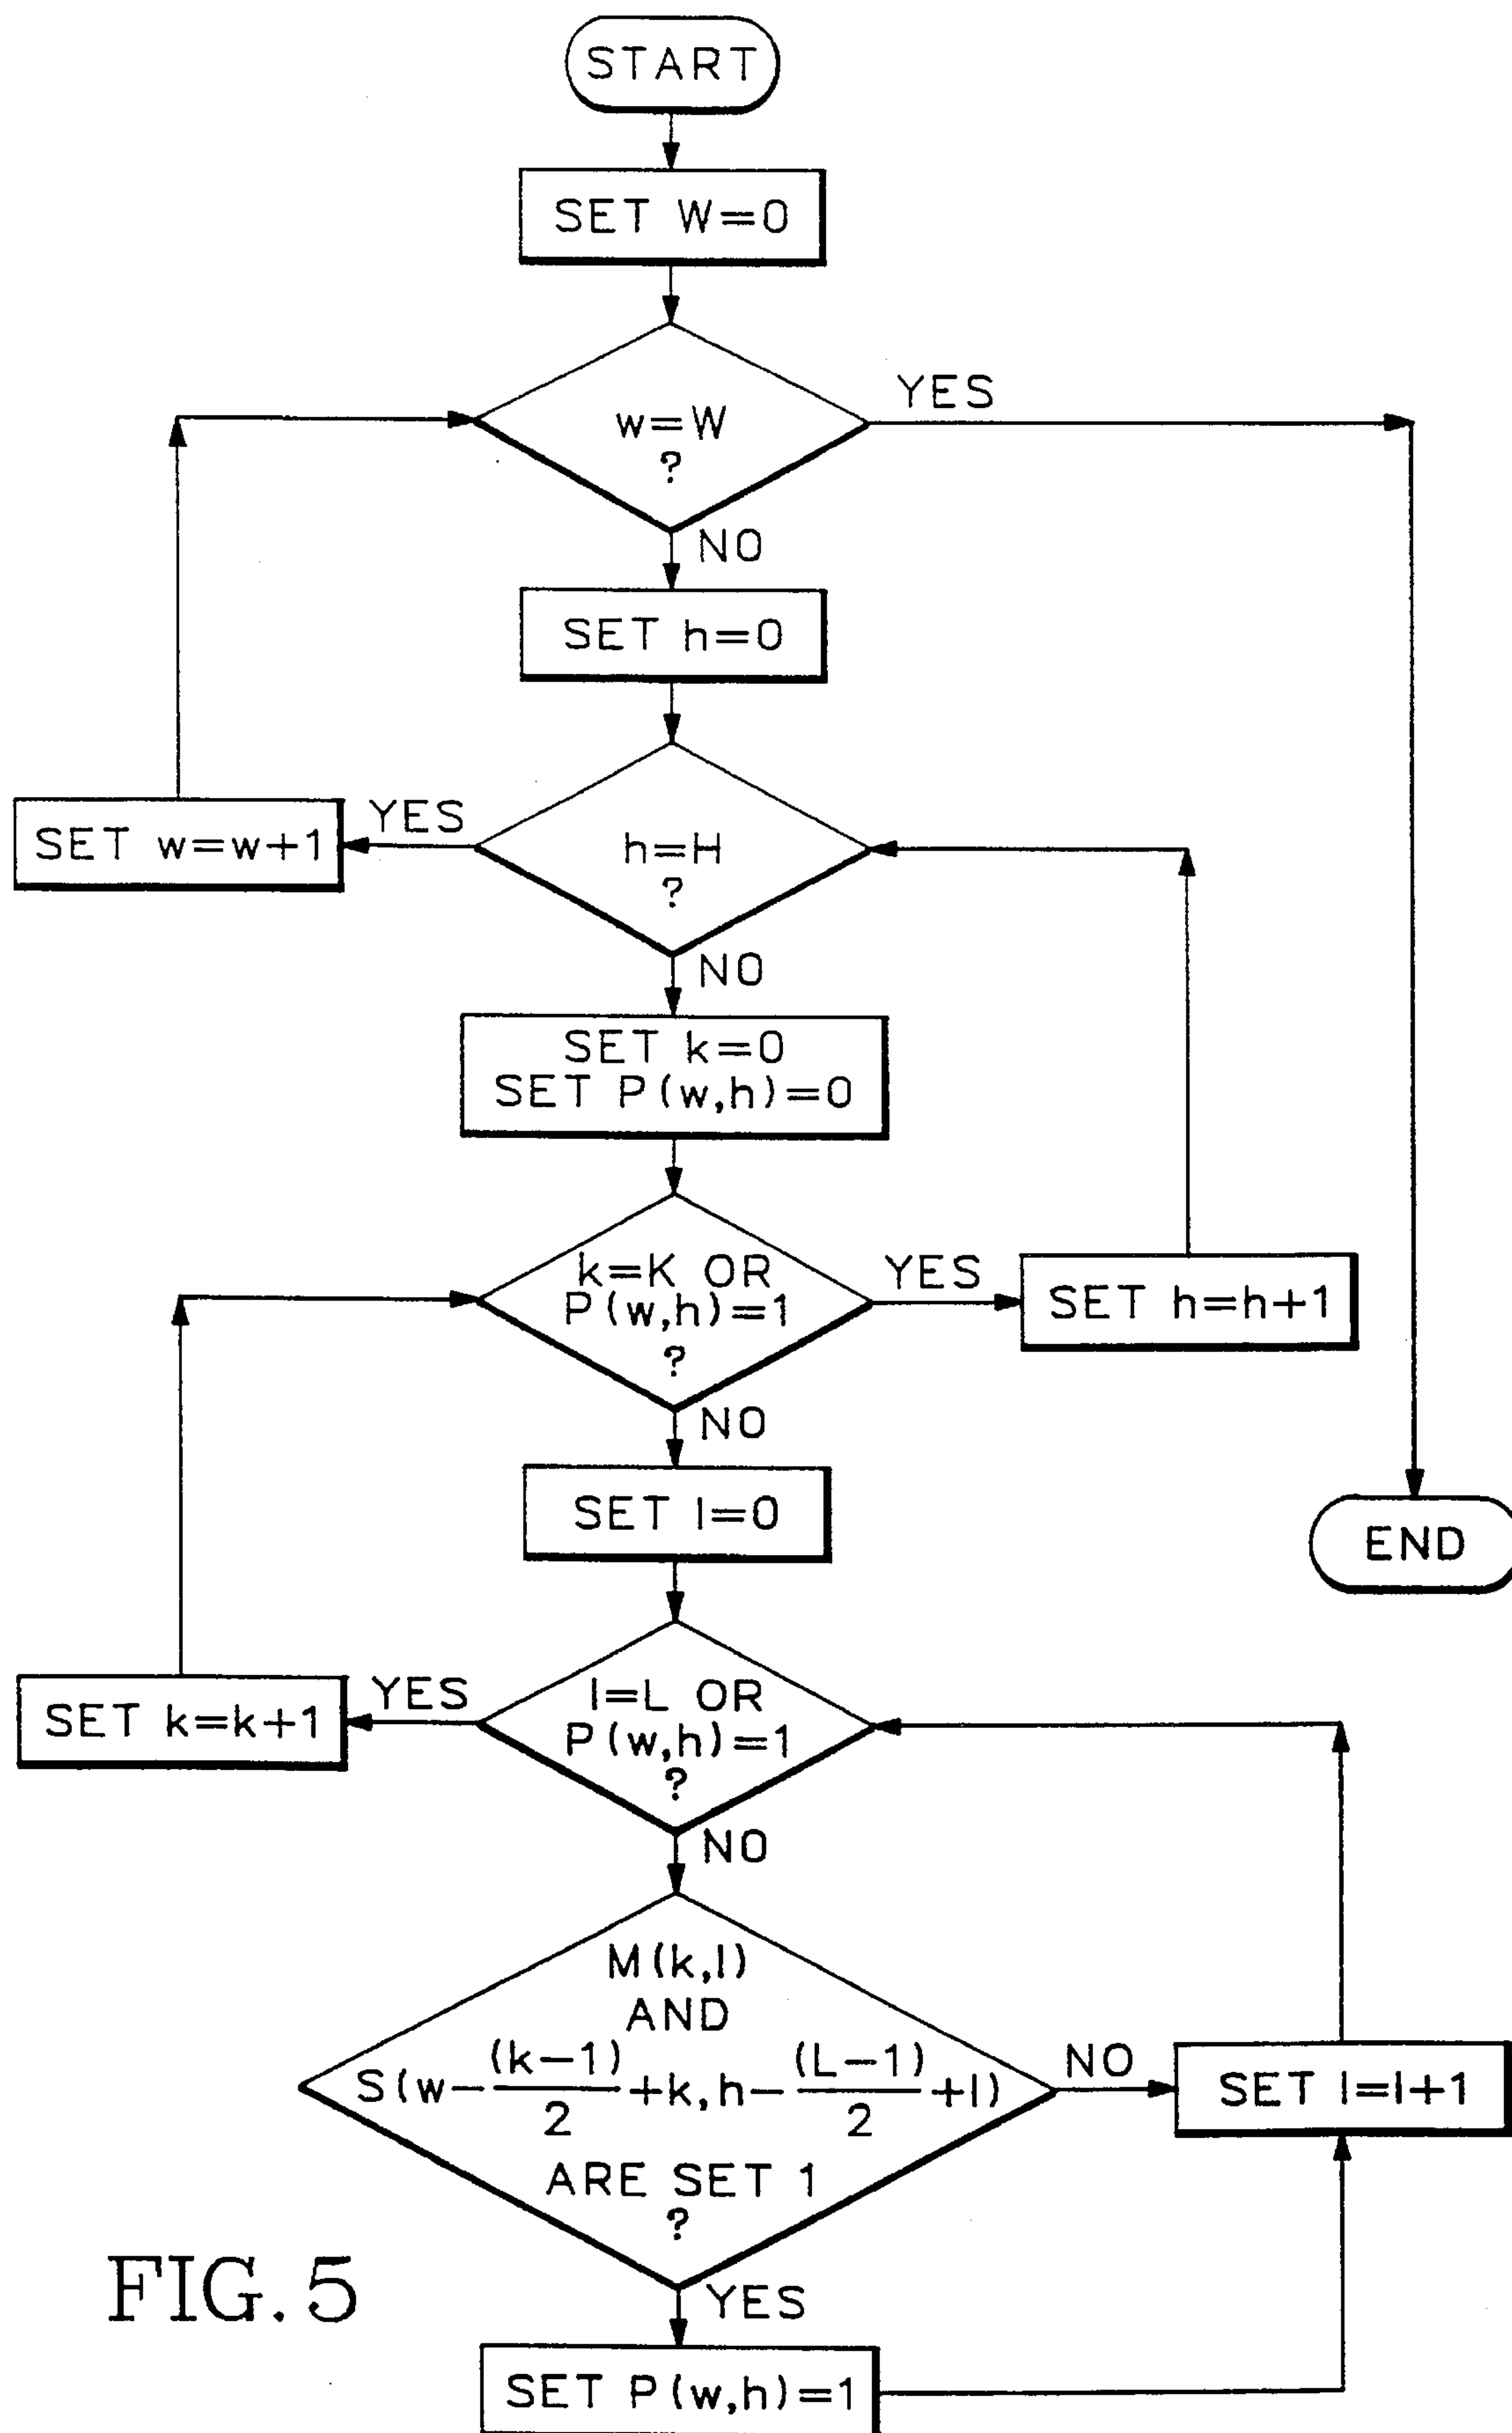 START
SET W=0
w=W
?
YES
NO
SET h=0
SET w=w+1
YES
h=H
?
NO
SET k=0
SET P(w,h)=0
k=K OR
P(w,h)=1
?
YES
SET h=h+1
NO
SET l=0
END
SET k=k+1
YES
l=L OR
P(w,h)=1
?
NO
M(k,l)
AND
S(w-(k-1)/2+k,h-(L-1)/2+l)
ARE SET 1
?
NO
SET l=l+1
YES
SET P(w,h)=1
FIG. 5